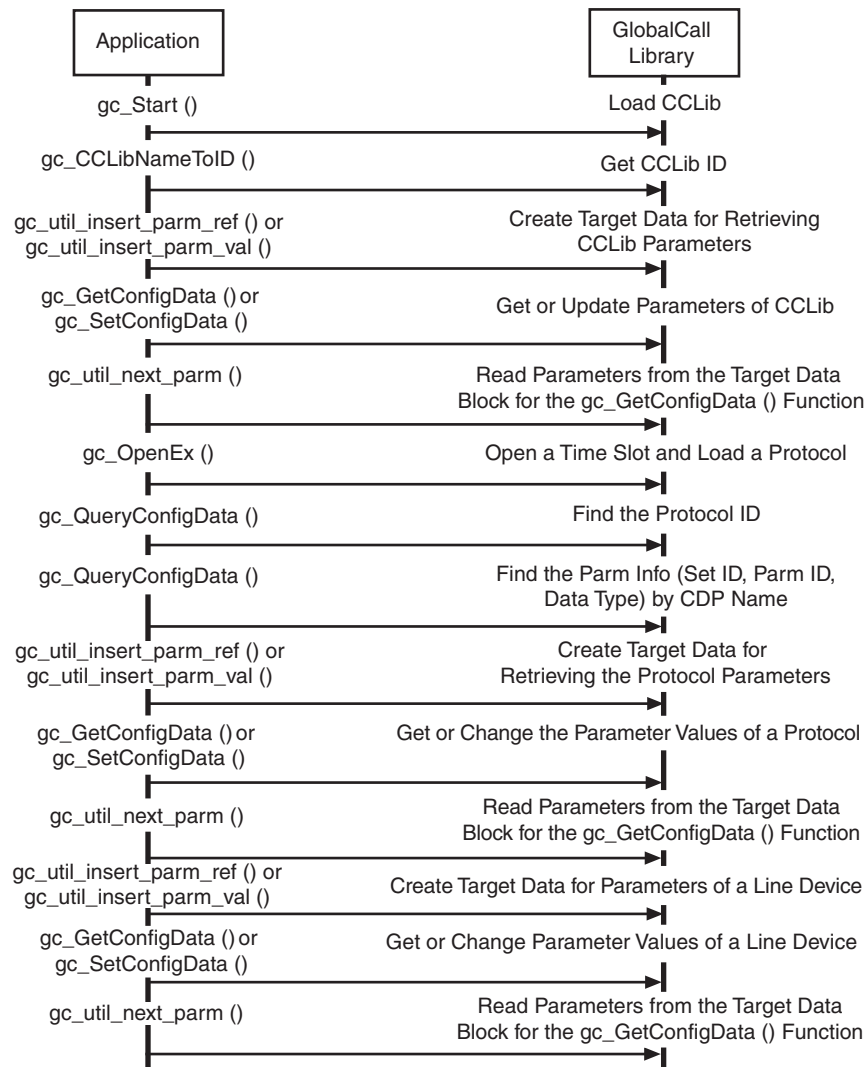 Application
GlobalCall
Library
gc_Start ()
Load CCLib
gc_CCLibNameToID ()
Get CCLib ID
gc_util_insert_parm_ref () or
gc_util_insert_parm_val ()
Create Target Data for Retrieving
CCLib Parameters
gc_GetConfigData () or
gc_SetConfigData ()
Get or Update Parameters of CCLib
gc_util_next_parm ()
Read Parameters from the Target Data
Block for the gc_GetConfigData () Function
gc_OpenEx ()
Open a Time Slot and Load a Protocol
gc_QueryConfigData ()
Find the Protocol ID
gc_QueryConfigData ()
Find the Parm Info (Set ID, Parm ID,
Data Type) by CDP Name
gc_util_insert_parm_ref () or
gc_util_insert_parm_val ()
Create Target Data for
Retrieving the Protocol Parameters
gc_GetConfigData () or
gc_SetConfigData ()
Get or Change the Parameter Values of a Protocol
gc_util_next_parm ()
Read Parameters from the Target Data
Block for the gc_GetConfigData () Function
gc_util_insert_parm_ref () or
gc_util_insert_parm_val ()
Create Target Data for Parameters of a Line Device
gc_GetConfigData () or
gc_SetConfigData ()
Get or Change Parameter Values of a Line Device
gc_util_next_parm ()
Read Parameters from the Target Data
Block for the gc_GetConfigData () Function